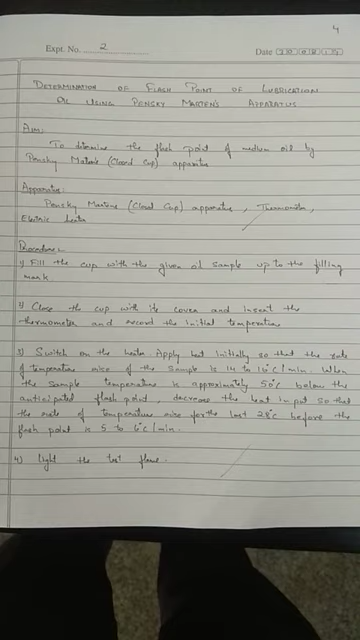 4
Expt. No. 2
Date
DETERMINATION OF FLASH POINT OF LUBRICATION
OIL USING PENSKY MARTEN'S APPARATUS
Aim:
To determine the flash point of medium oil by
Pensky Marten's (Closed Cup) apparatus
Apparatus:
Pensky Martens (Closed Cup) apparatus, Thermometer,
Electric heater
Procedure:
1) Fill the cup with the given oil sample up to the filling
mark
2) Close the cup with its cover and insert the
thermometer and record the initial temperature
3) Switch on the heater. Apply heat initially so that the rate
of temperature rise of the sample is 14 to 16°C/min. When
the sample temperature is approximately 50°C below the
anticipated flash point, decrease the heat input so that
the rate of temperature rise for the last 28°C before the
flash point is 5 to 6°C/min.
4) Light the test flame.